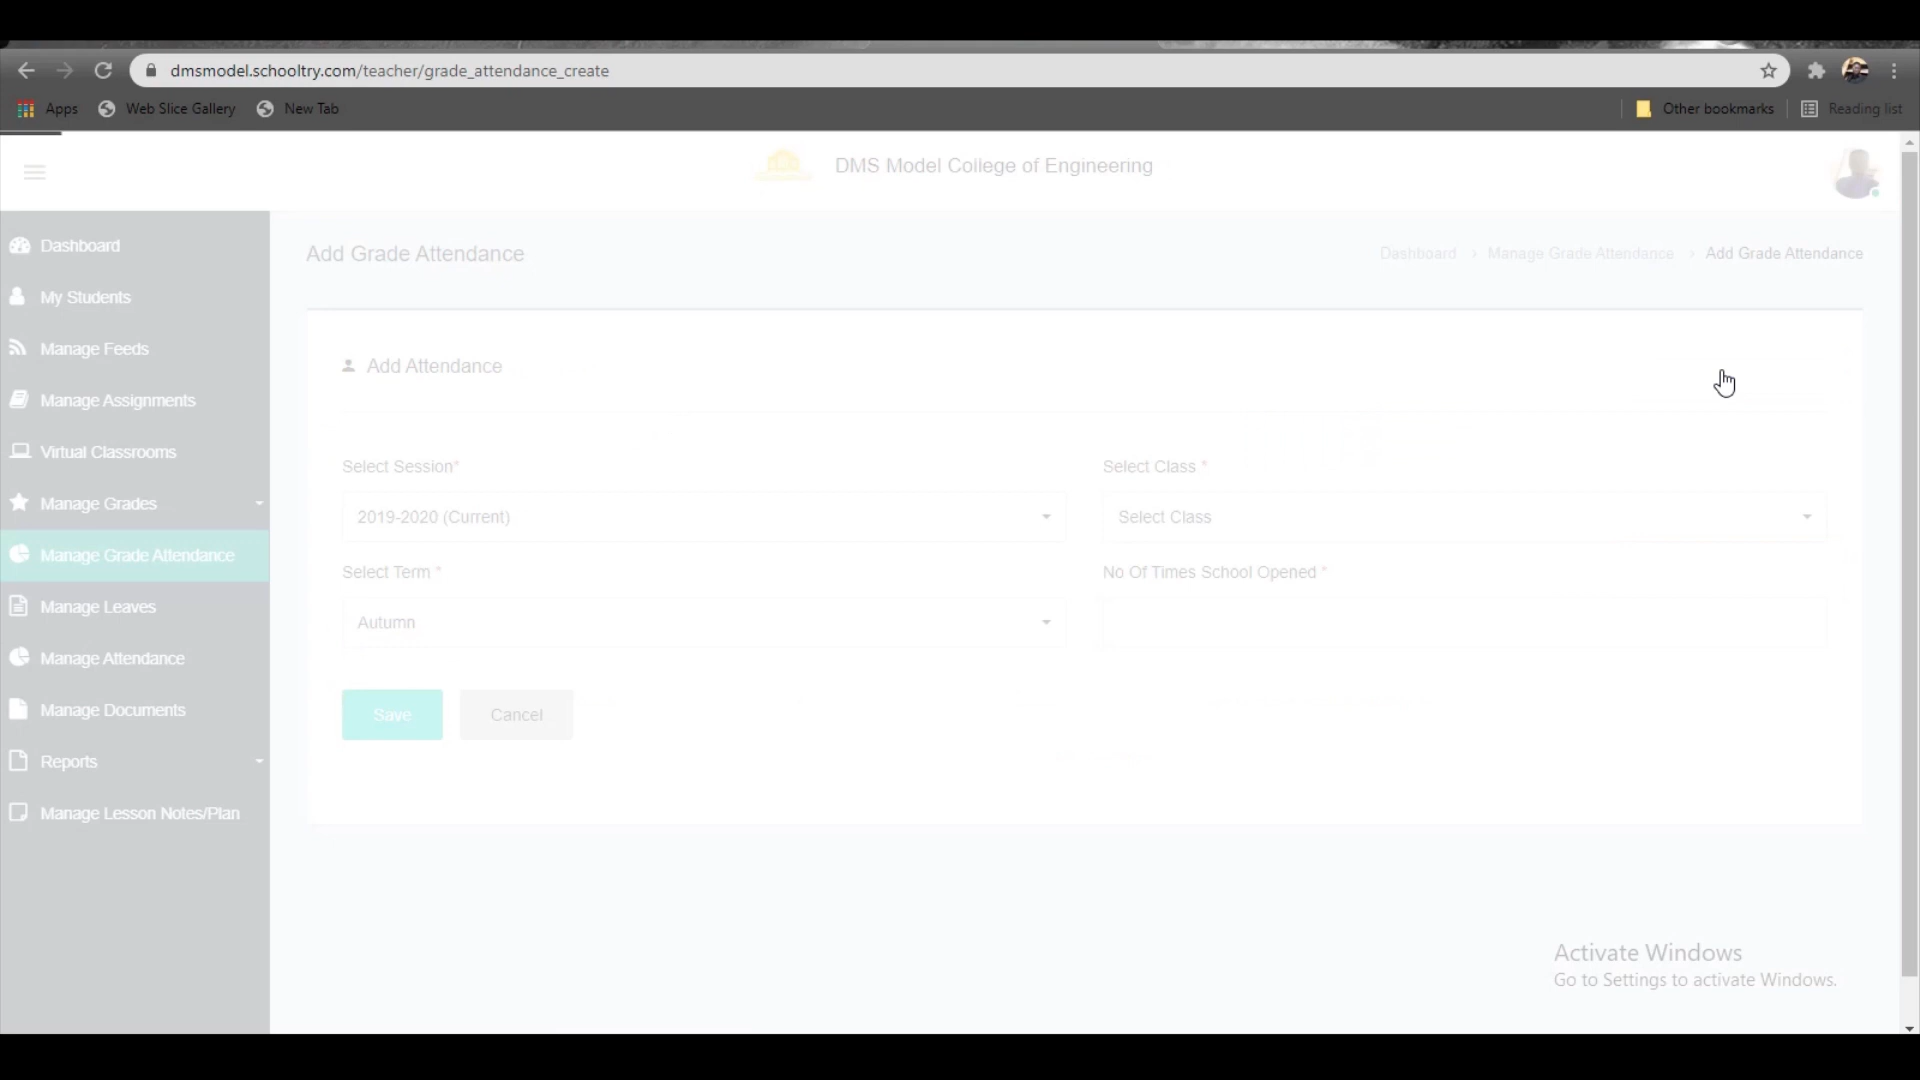 dmsmodel.schooltry.com/teacher/grade_attendance_create
Apps
Web Slice Gallery
New Tab
Other bookmarks
Reading list
DMS Model College of Engineering
Dashboard
My Students
Manage Feeds
Manage Assignments
Virtual Classrooms
Manage Grades
Manage Grade Attendance
Manage Leaves
Manage Attendance
Manage Documents
Reports
Manage Lesson Notes/Plan
Add Grade Attendance
Dashboard > Manage Grade Attendance > Add Grade Attendance
Add Attendance
Select Session*
2019-2020 (Current)
Select Class *
Select Class
Select Term *
Autumn
No Of Times School Opened *
Save
Cancel
Activate Windows
Go to Settings to activate Windows.